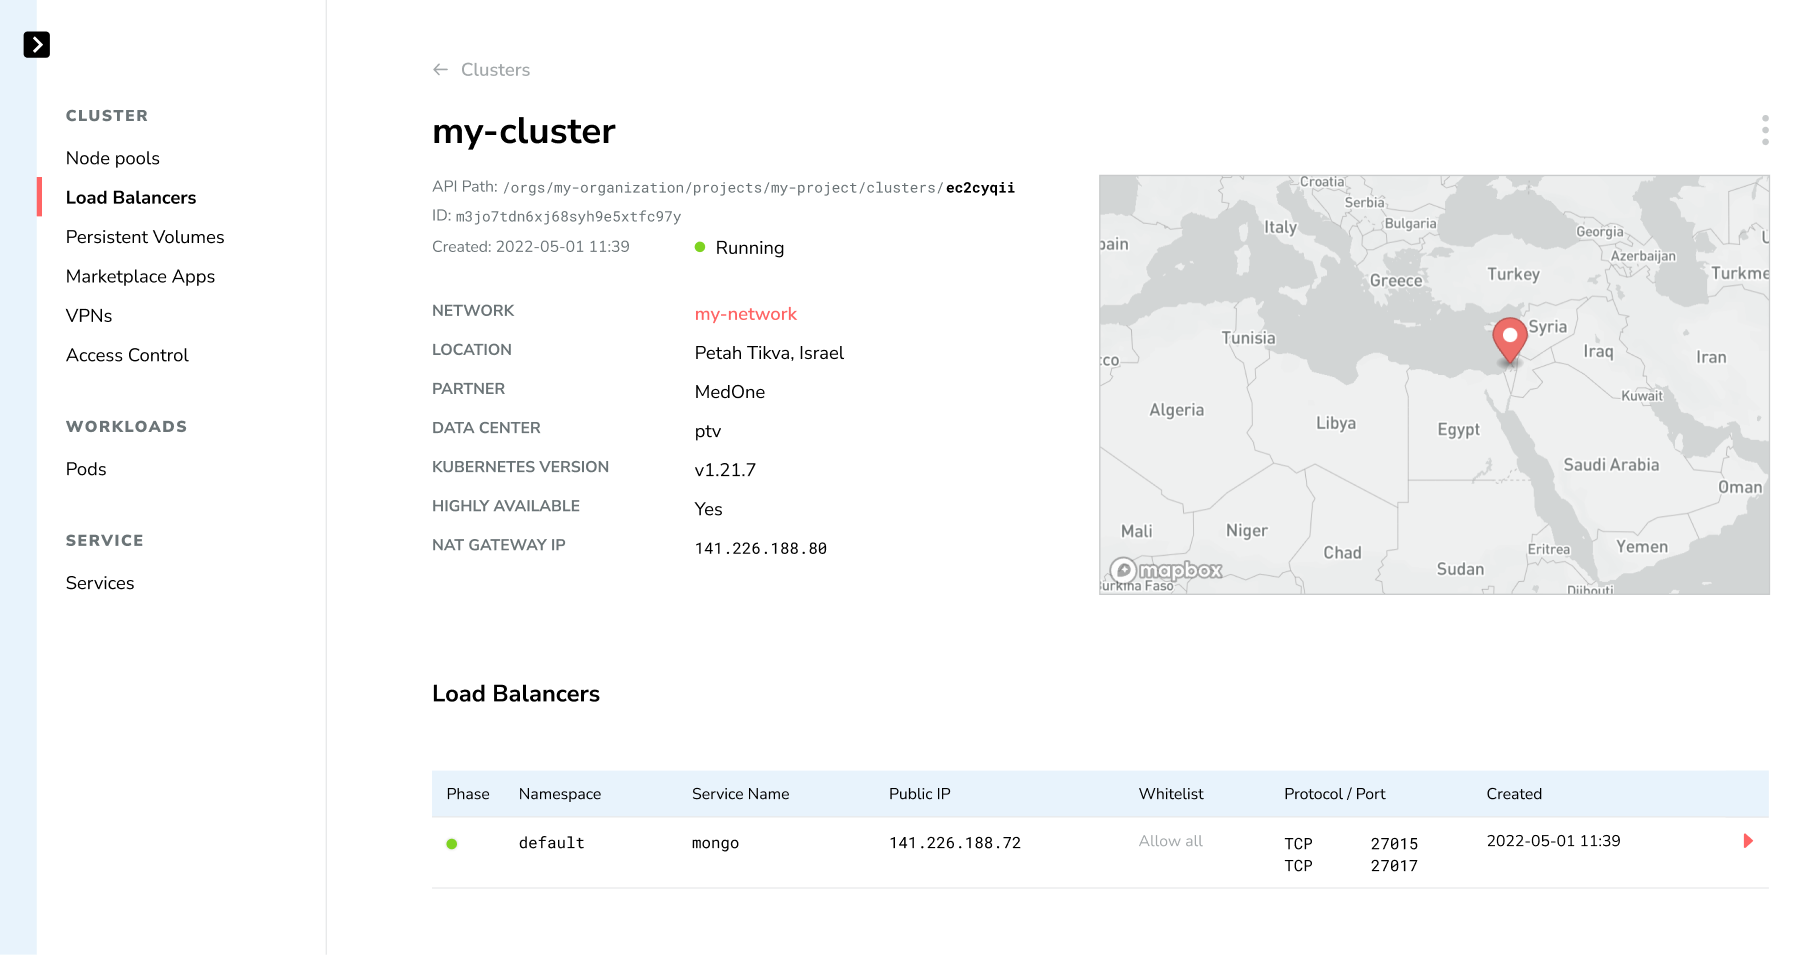 CLUSTER
Node pools
Load Balancers
Persistent Volumes
Marketplace Apps
VPNs
Access Control
WORKLOADS
Pods
SERVICE
Services
← Clusters
my-cluster
API Path: /orgs/my-organization/projects/my-project/clusters/ec2cyqii
ID: m3jo7tdn6xj68syh9e5xtfc97y
Created: 2022-05-01 11:39 Running
NETWORK my-network
LOCATION Petah Tikva, Israel
PARTNER MedOne
DATA CENTER ptv
KUBERNETES VERSION v1.21.7
HIGHLY AVAILABLE Yes
NAT GATEWAY IP 141.226.188.80
Croatia
Serbia
Italy Bulgaria
Georgia
pain
Azerbaijan
Greece Turkey Turkme
Tunisia Syria
cco Iraq Iran
Kuwait
Algeria
Libya Egypt
Saudi Arabia
Oman
Mali Niger
Chad Eritrea Yemen
mapbox Sudan
Burkina Faso Djibouti
Load Balancers
Phase Namespace Service Name Public IP Whitelist Protocol / Port Created
default mongo 141.226.188.72 Allow all TCP 27015 2022-05-01 11:39
TCP 27017